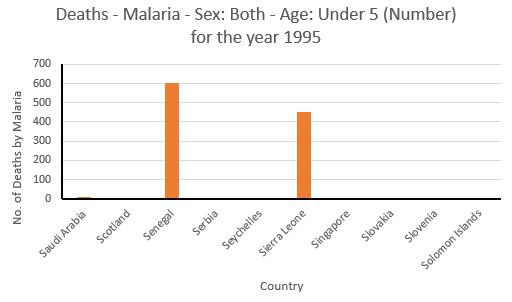 Deaths - Malaria - Sex: Both - Age: Under 5 (Number)
for the year 1995
No. of Deaths by Malaria
700
600
500
400
300
200
100
0
Saudi Arabia
Scotland
Senegal
Serbia
Seychelles
Sierra Leone
Singapore
Slovakia
Slovenia
Solomon Islands
Country